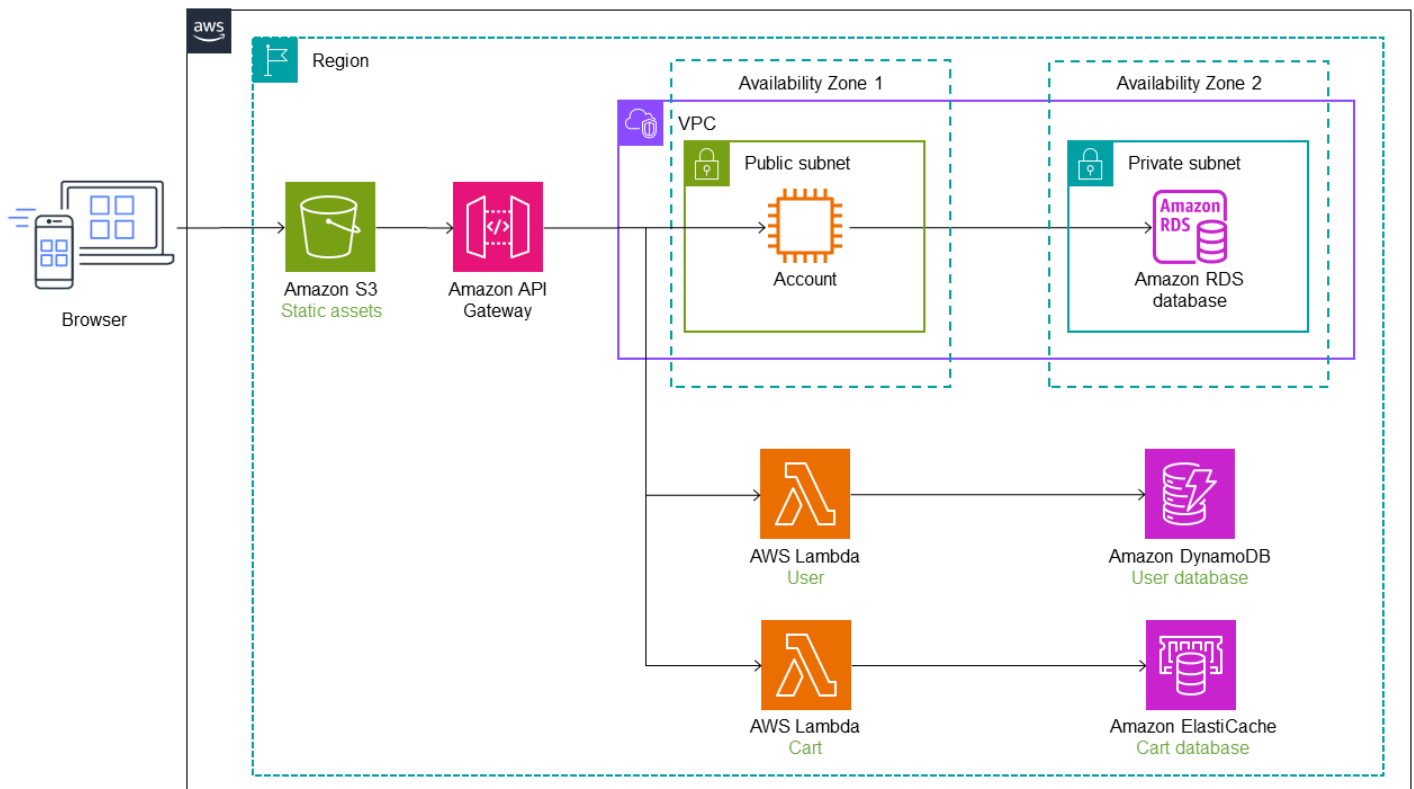 aws
Region
Availability Zone 1
Availability Zone 2
VPC
Public subnet
Private subnet
Amazon
RDS
</>
Account
Amazon RDS
database
Amazon S3
Static assets
Amazon API
Gateway
Browser
AWS Lambda
User
Amazon DynamoDB
User database
AWS Lambda
Cart
Amazon ElastiCache
Cart database